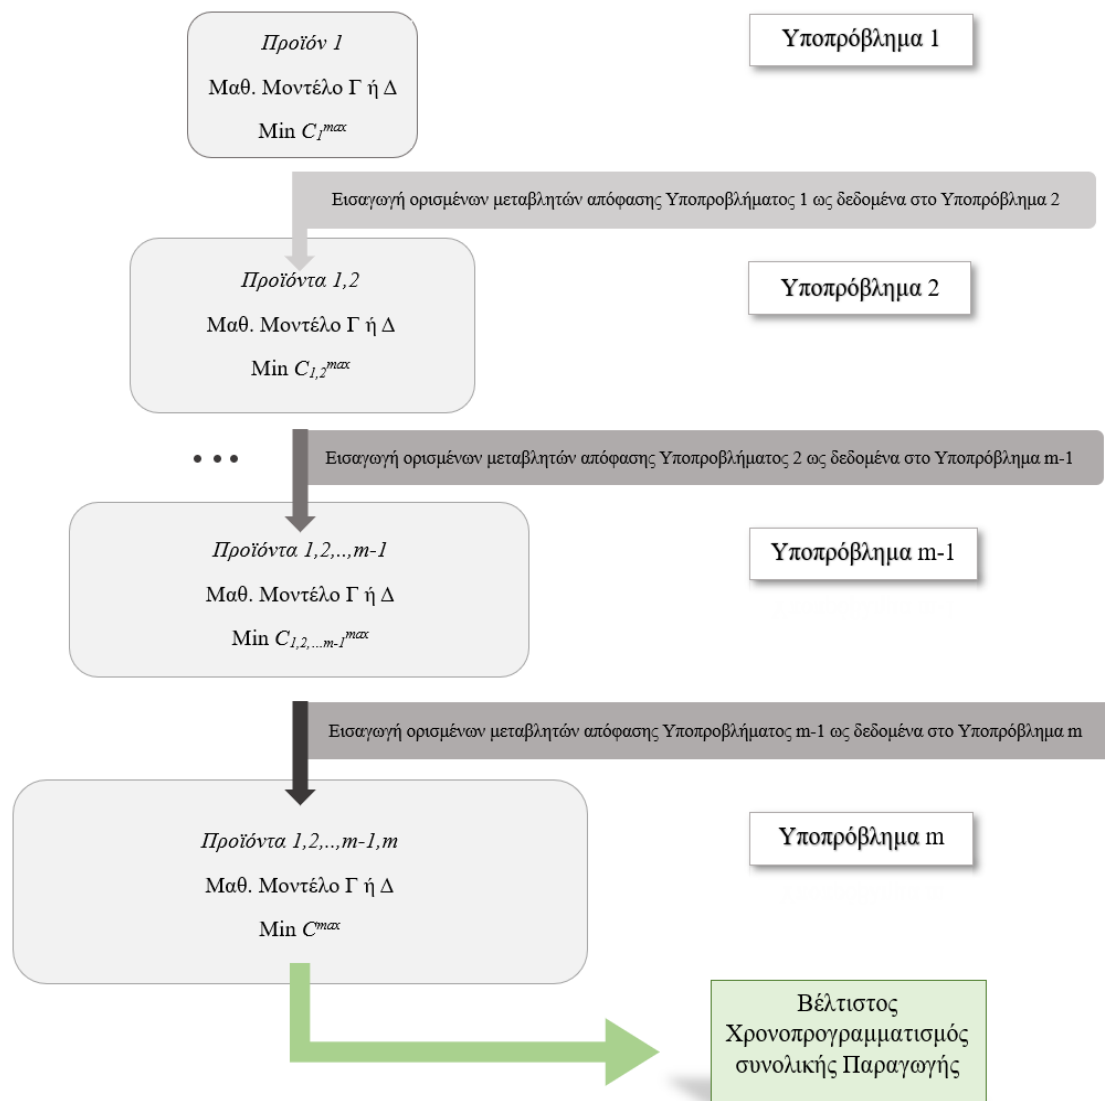 Προϊόν 1
Μαθ. Μοντέλο Γ ή Δ
Min C₁ᵐᵃˣ
Υποπρόβλημα 1
Εισαγωγή ορισμένων μεταβλητών απόφασης Υποπροβλήματος 1 ως δεδομένα στο Υποπρόβλημα 2
Προϊόντα 1,2
Μαθ. Μοντέλο Γ ή Δ
Min C₁,₂ᵐᵃˣ
Υποπρόβλημα 2
• • •
Εισαγωγή ορισμένων μεταβλητών απόφασης Υποπροβλήματος 2 ως δεδομένα στο Υποπρόβλημα m-1
Προϊόντα 1,2,..,m-1
Μαθ. Μοντέλο Γ ή Δ
Min C₁,₂,...ₘ₋₁ᵐᵃˣ
Υποπρόβλημα m-1
Εισαγωγή ορισμένων μεταβλητών απόφασης Υποπροβλήματος m-1 ως δεδομένα στο Υποπρόβλημα m
Προϊόντα 1,2,..,m-1,m
Μαθ. Μοντέλο Γ ή Δ
Min Cᵐᵃˣ
Υποπρόβλημα m
Βέλτιστος
Χρονοπρογραμματισμός
συνολικής Παραγωγής